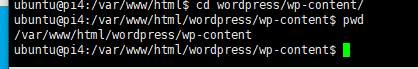 ubuntu@pi4:/var/www/html$ cd wordpress/wp-content/
ubuntu@pi4:/var/www/html/wordpress/wp-content$ pwd
/var/www/html/wordpress/wp-content
ubuntu@pi4:/var/www/html/wordpress/wp-content$